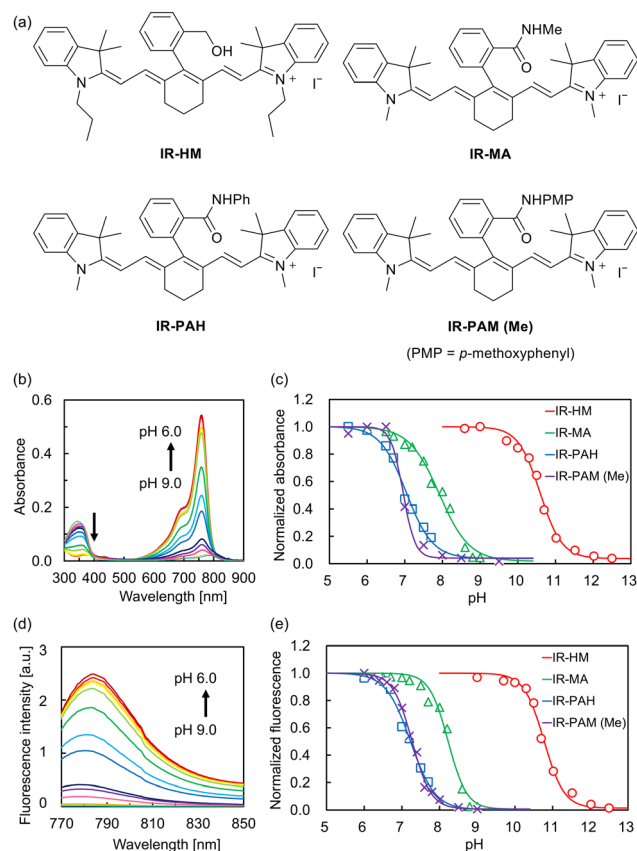 (a)
OH
N
N
+
I⁻
IR-HM
NHMe
O
N
N
+
I⁻
IR-MA
NHPh
O
N
N
+
I⁻
IR-PAH
NHPMP
O
N
N
+
I⁻
IR-PAM (Me)
(PMP = p-methoxyphenyl)
(b)
Absorbance
0.6
0.4
0.2
0.0
pH 6.0
pH 9.0
300 400 500 600 700 800 900
Wavelength [nm]
(c)
Normalized absorbance
1.0
0.8
0.6
0.4
0.2
0.0
IR-HM
IR-MA
IR-PAH
IR-PAM (Me)
5 6 7 8 9 10 11 12 13
pH
(d)
Fluorescence intensity [a.u.]
3
2
1
0
pH 6.0
pH 9.0
770 790 810 830 850
Wavelength [nm]
(e)
Normalized fluorescence
1.0
0.8
0.6
0.4
0.2
0.0
IR-HM
IR-MA
IR-PAH
IR-PAM (Me)
5 6 7 8 9 10 11 12 13
pH